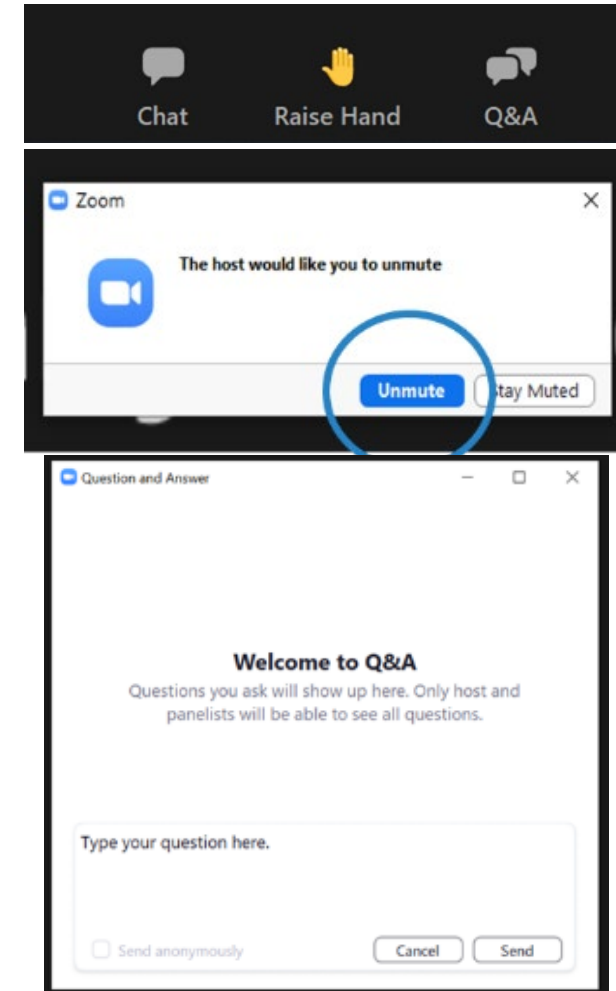 Chat Raise Hand Q&A
Zoom
The host would like you to unmute
Unmute Stay Muted
Question and Answer
Welcome to Q&A
Questions you ask will show up here. Only host and
panelists will be able to see all questions.
Type your question here.
Send anonymously Cancel Send